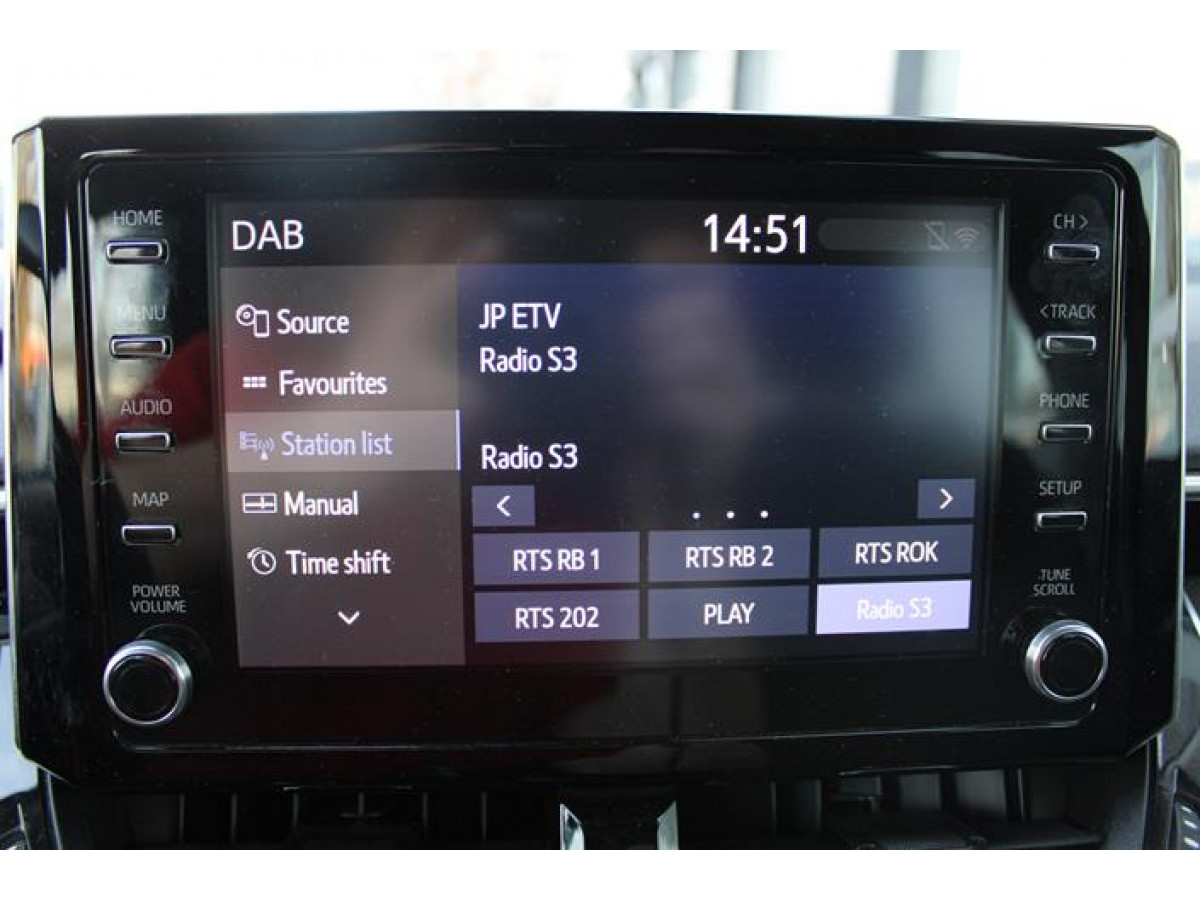 HOME
MENU
AUDIO
MAP
POWER
VOLUME
DAB
14:51
Source
Favourites
Station list
Manual
Time shift
JP ETV
Radio S3
Radio S3
<
>
RTS RB 1
RTS RB 2
RTS ROK
RTS 202
PLAY
Radio S3
CH >
< TRACK
PHONE
SETUP
TUNE
SCROLL